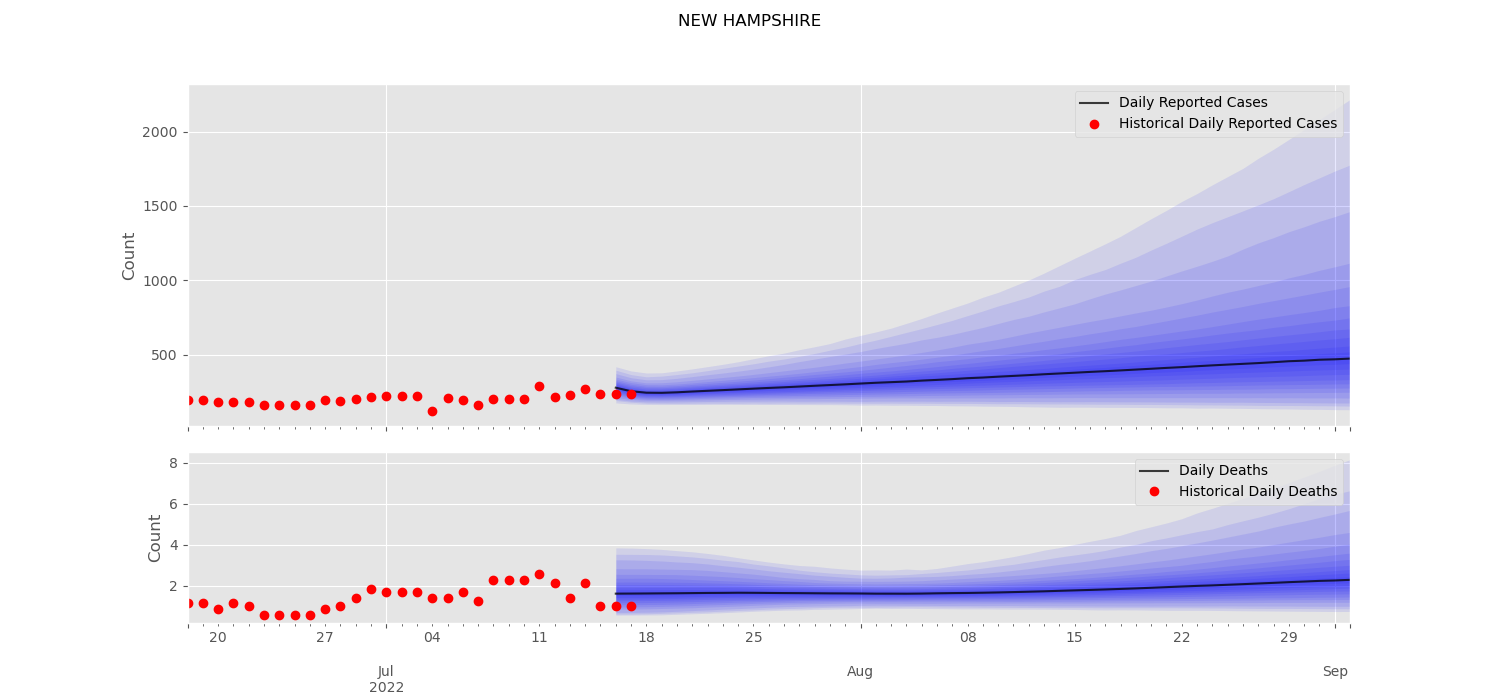 NEW HAMPSHIRE
Daily Reported Cases
Historical Daily Reported Cases
2000
1500
1000
500
Count
Daily Deaths
Historical Daily Deaths
8
6
4
2
Count
20 27 04 11 18 25 08 15 22 29
Jul Aug Sep
2022